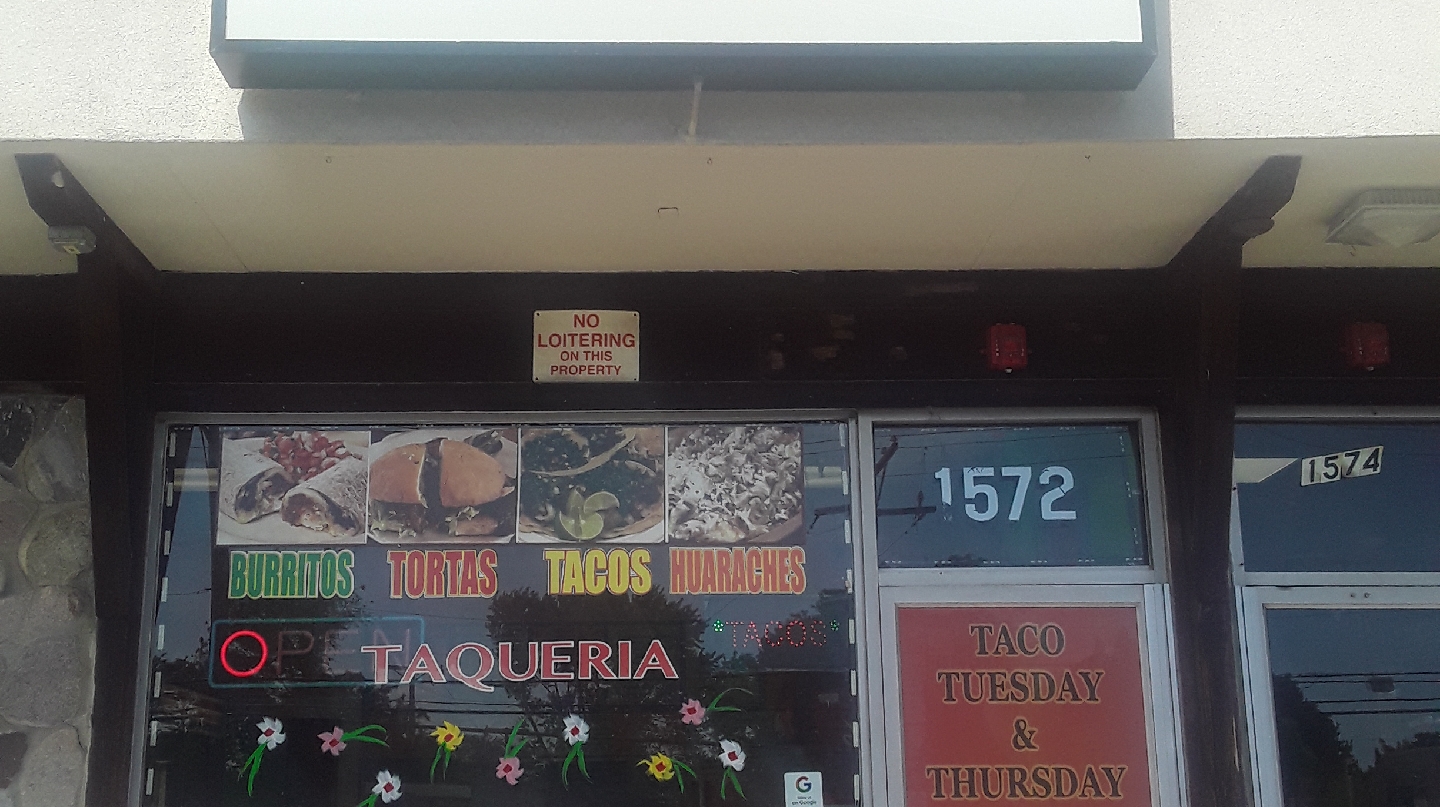 NO
LOITERING
ON THIS
PROPERTY
1572
1574
BURRITOS TORTAS TACOS HUARACHES
OPEN
*TACOS*
TAQUERIA
TACO
TUESDAY
&
THURSDAY
G